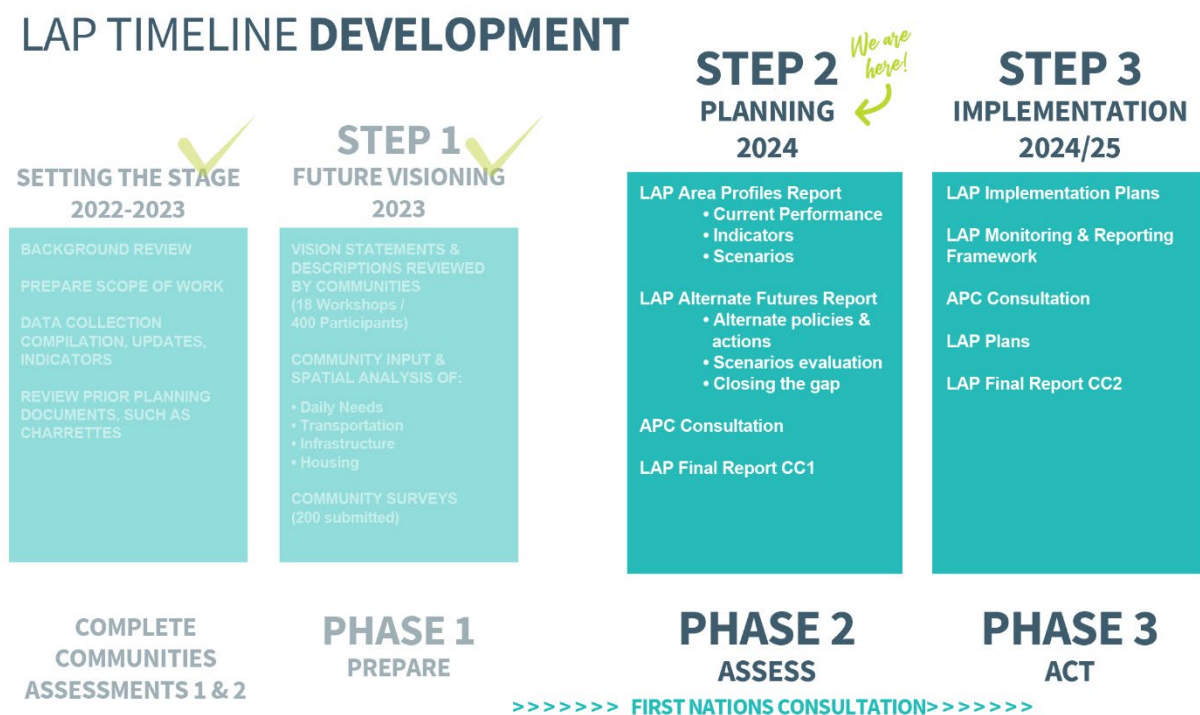 LAP TIMELINE DEVELOPMENT
SETTING THE STAGE
2022-2023
BACKGROUND REVIEW
PREPARE SCOPE OF WORK
DATA COLLECTION
COMPILATION, UPDATES,
INDICATORS
REVIEW PRIOR PLANNING
DOCUMENTS, SUCH AS
CHARRETTES
COMPLETE
COMMUNITIES
ASSESSMENTS 1 & 2
STEP 1
FUTURE VISIONING
2023
VISION STATEMENTS &
DESCRIPTIONS REVIEWED
BY COMMUNITIES
(18 Workshops /
400 Participants)
COMMUNITY INPUT &
SPATIAL ANALYSIS OF:
• Daily Needs
• Transportation
• Infrastructure
• Housing
COMMUNITY SURVEYS
(200 submitted)
PHASE 1
PREPARE
STEP 2
We are
here!
PLANNING
2024
LAP Area Profiles Report
• Current Performance
• Indicators
• Scenarios
LAP Alternate Futures Report
• Alternate policies &
actions
• Scenarios evaluation
• Closing the gap
APC Consultation
LAP Final Report CC1
PHASE 2
ASSESS
STEP 3
IMPLEMENTATION
2024/25
LAP Implementation Plans
LAP Monitoring & Reporting
Framework
APC Consultation
LAP Plans
LAP Final Report CC2
PHASE 3
ACT
>>>>>>> FIRST NATIONS CONSULTATION>>>>>>>